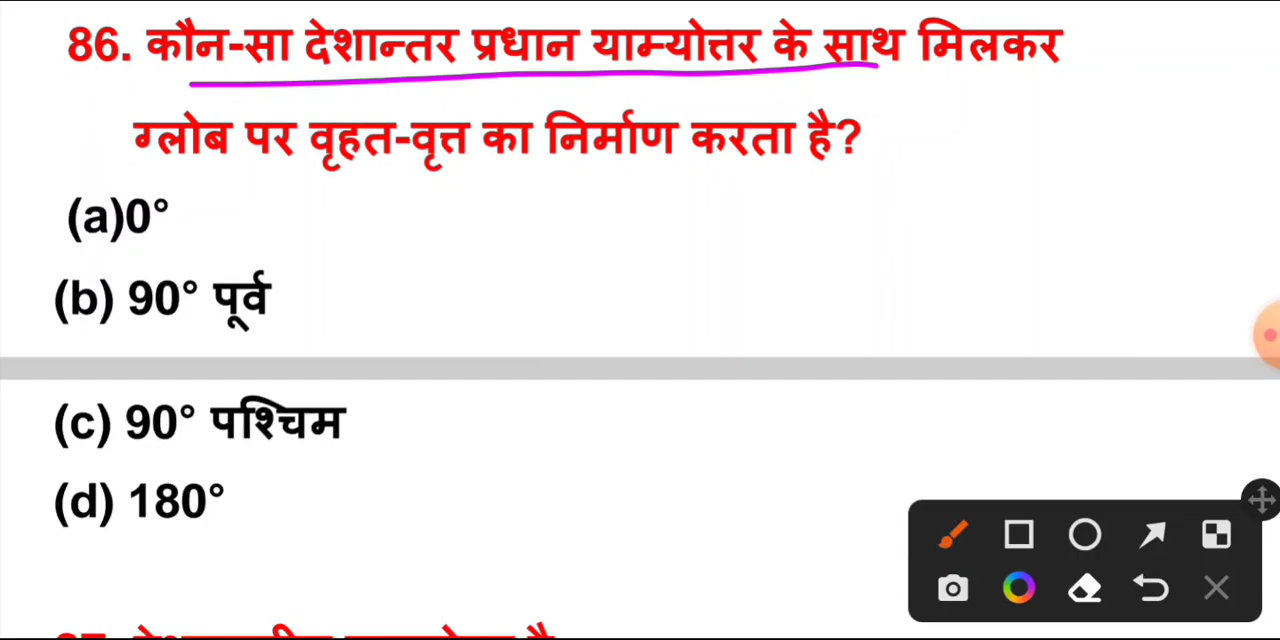 86. कौन-सा देशान्तर प्रधान याम्योत्तर के साथ मिलकर
ग्लोब पर वृहत-वृत्त का निर्माण करता है?
(a)0°
(b) 90° पूर्व
(c) 90° पश्चिम
(d) 180°